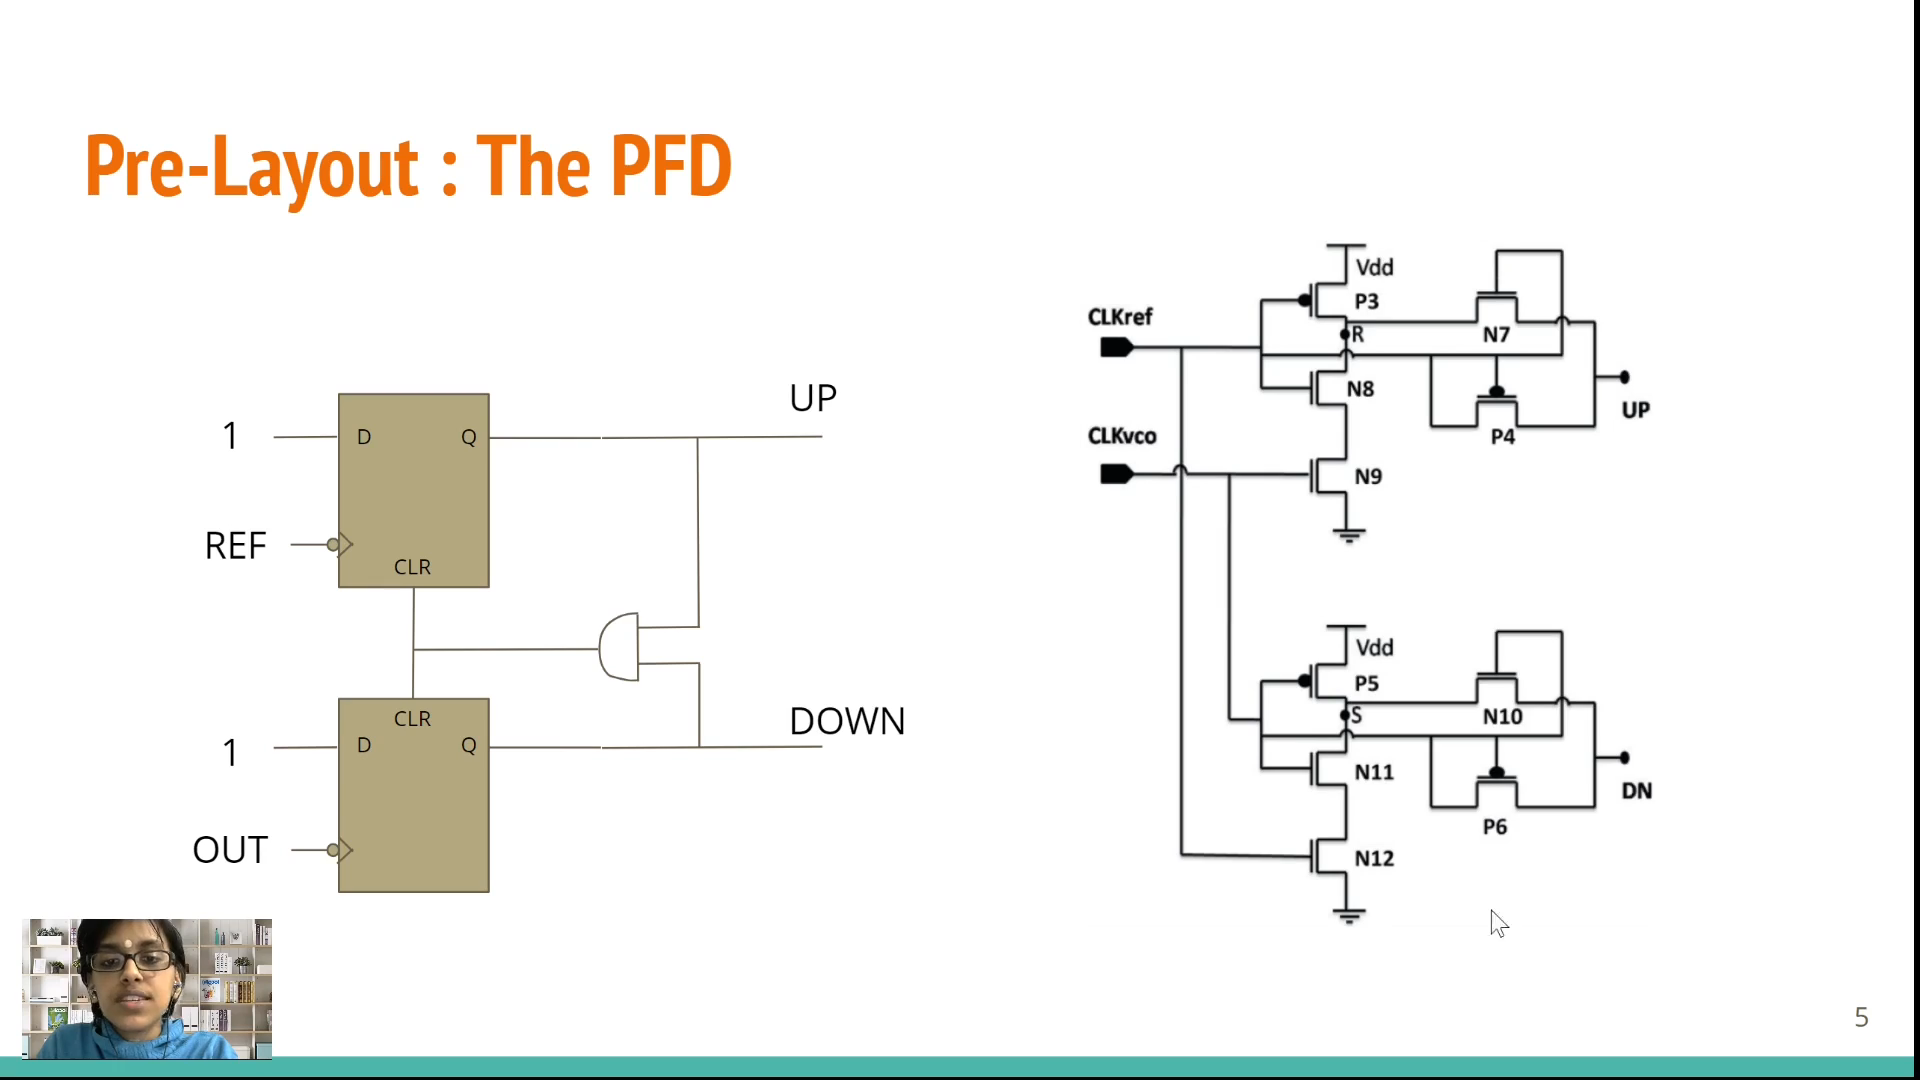 Pre-Layout : The PFD
1
D
Q
UP
REF
CLR
CLR
1
D
Q
DOWN
OUT
Vdd
P3
CLKref
R
N7
N8
UP
CLKvco
P4
N9
Vdd
P5
S
N10
N11
DN
P6
N12
5